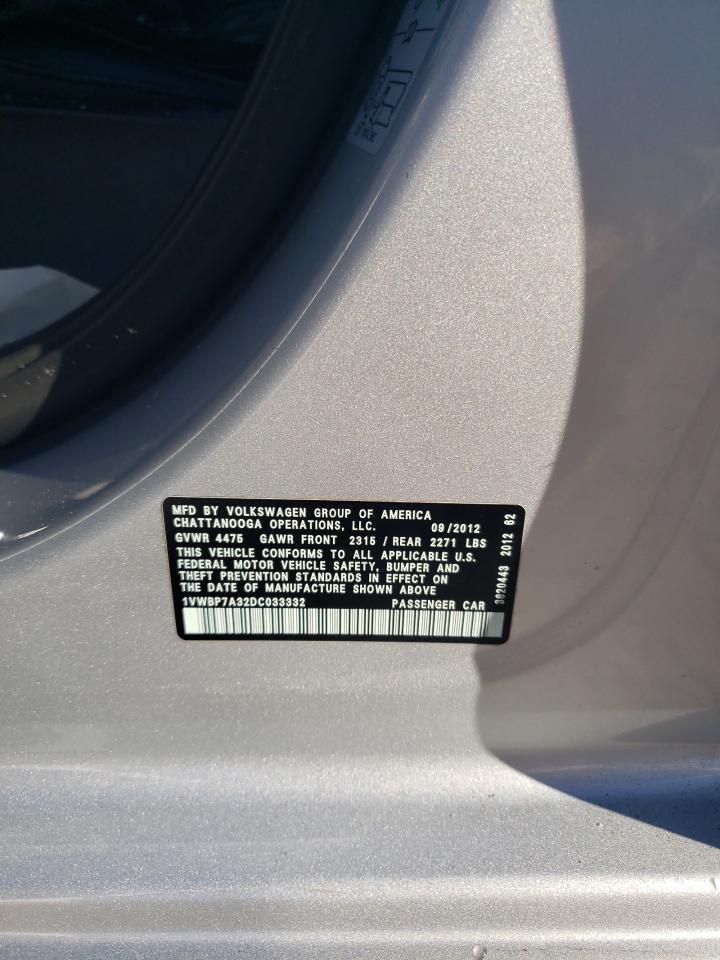 MFD BY VOLKSWAGEN GROUP OF AMERICA
CHATTANOOGA OPERATIONS, LLC. 09/2012
GVWR 4475 GAWR FRONT 2315 / REAR 2271 LBS
THIS VEHICLE CONFORMS TO ALL APPLICABLE U.S.
FEDERAL MOTOR VEHICLE SAFETY, BUMPER AND
THEFT PREVENTION STANDARDS IN EFFECT ON
THE DATE OF MANUFACTURE SHOWN ABOVE
1VWBP7A32DC033332 PASSENGER CAR
3620443 2012 62